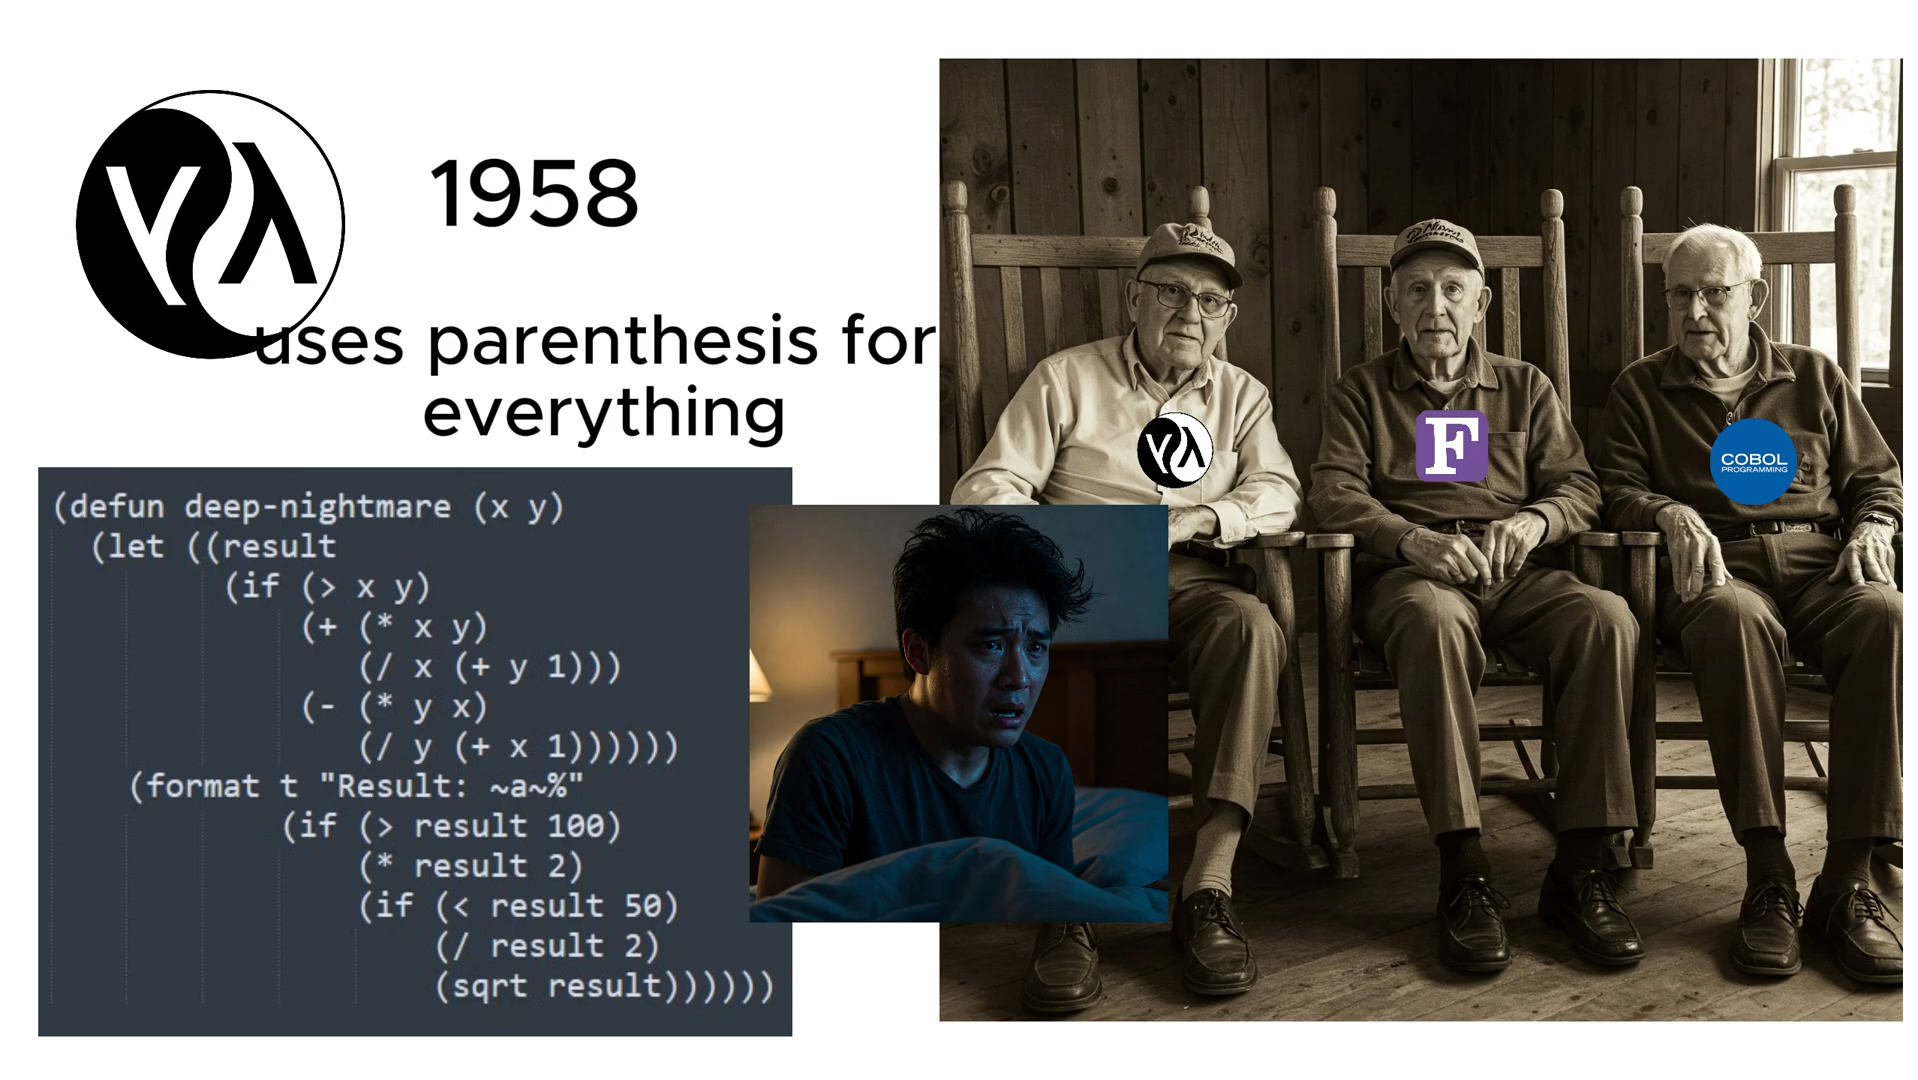 1958
uses parenthesis for
everything
(defun deep-nightmare (x y)
(let ((result
(if (> x y)
(+ (* x y)
(/ x (+ y 1)))
(- (* y x)
(/ y (+ x 1))))))
(format t "Result: ~a~%"
(if (> result 100)
(* result 2)
(if (< result 50)
(/ result 2)
(sqrt result))))))
F
COBOL
PROGRAMMING